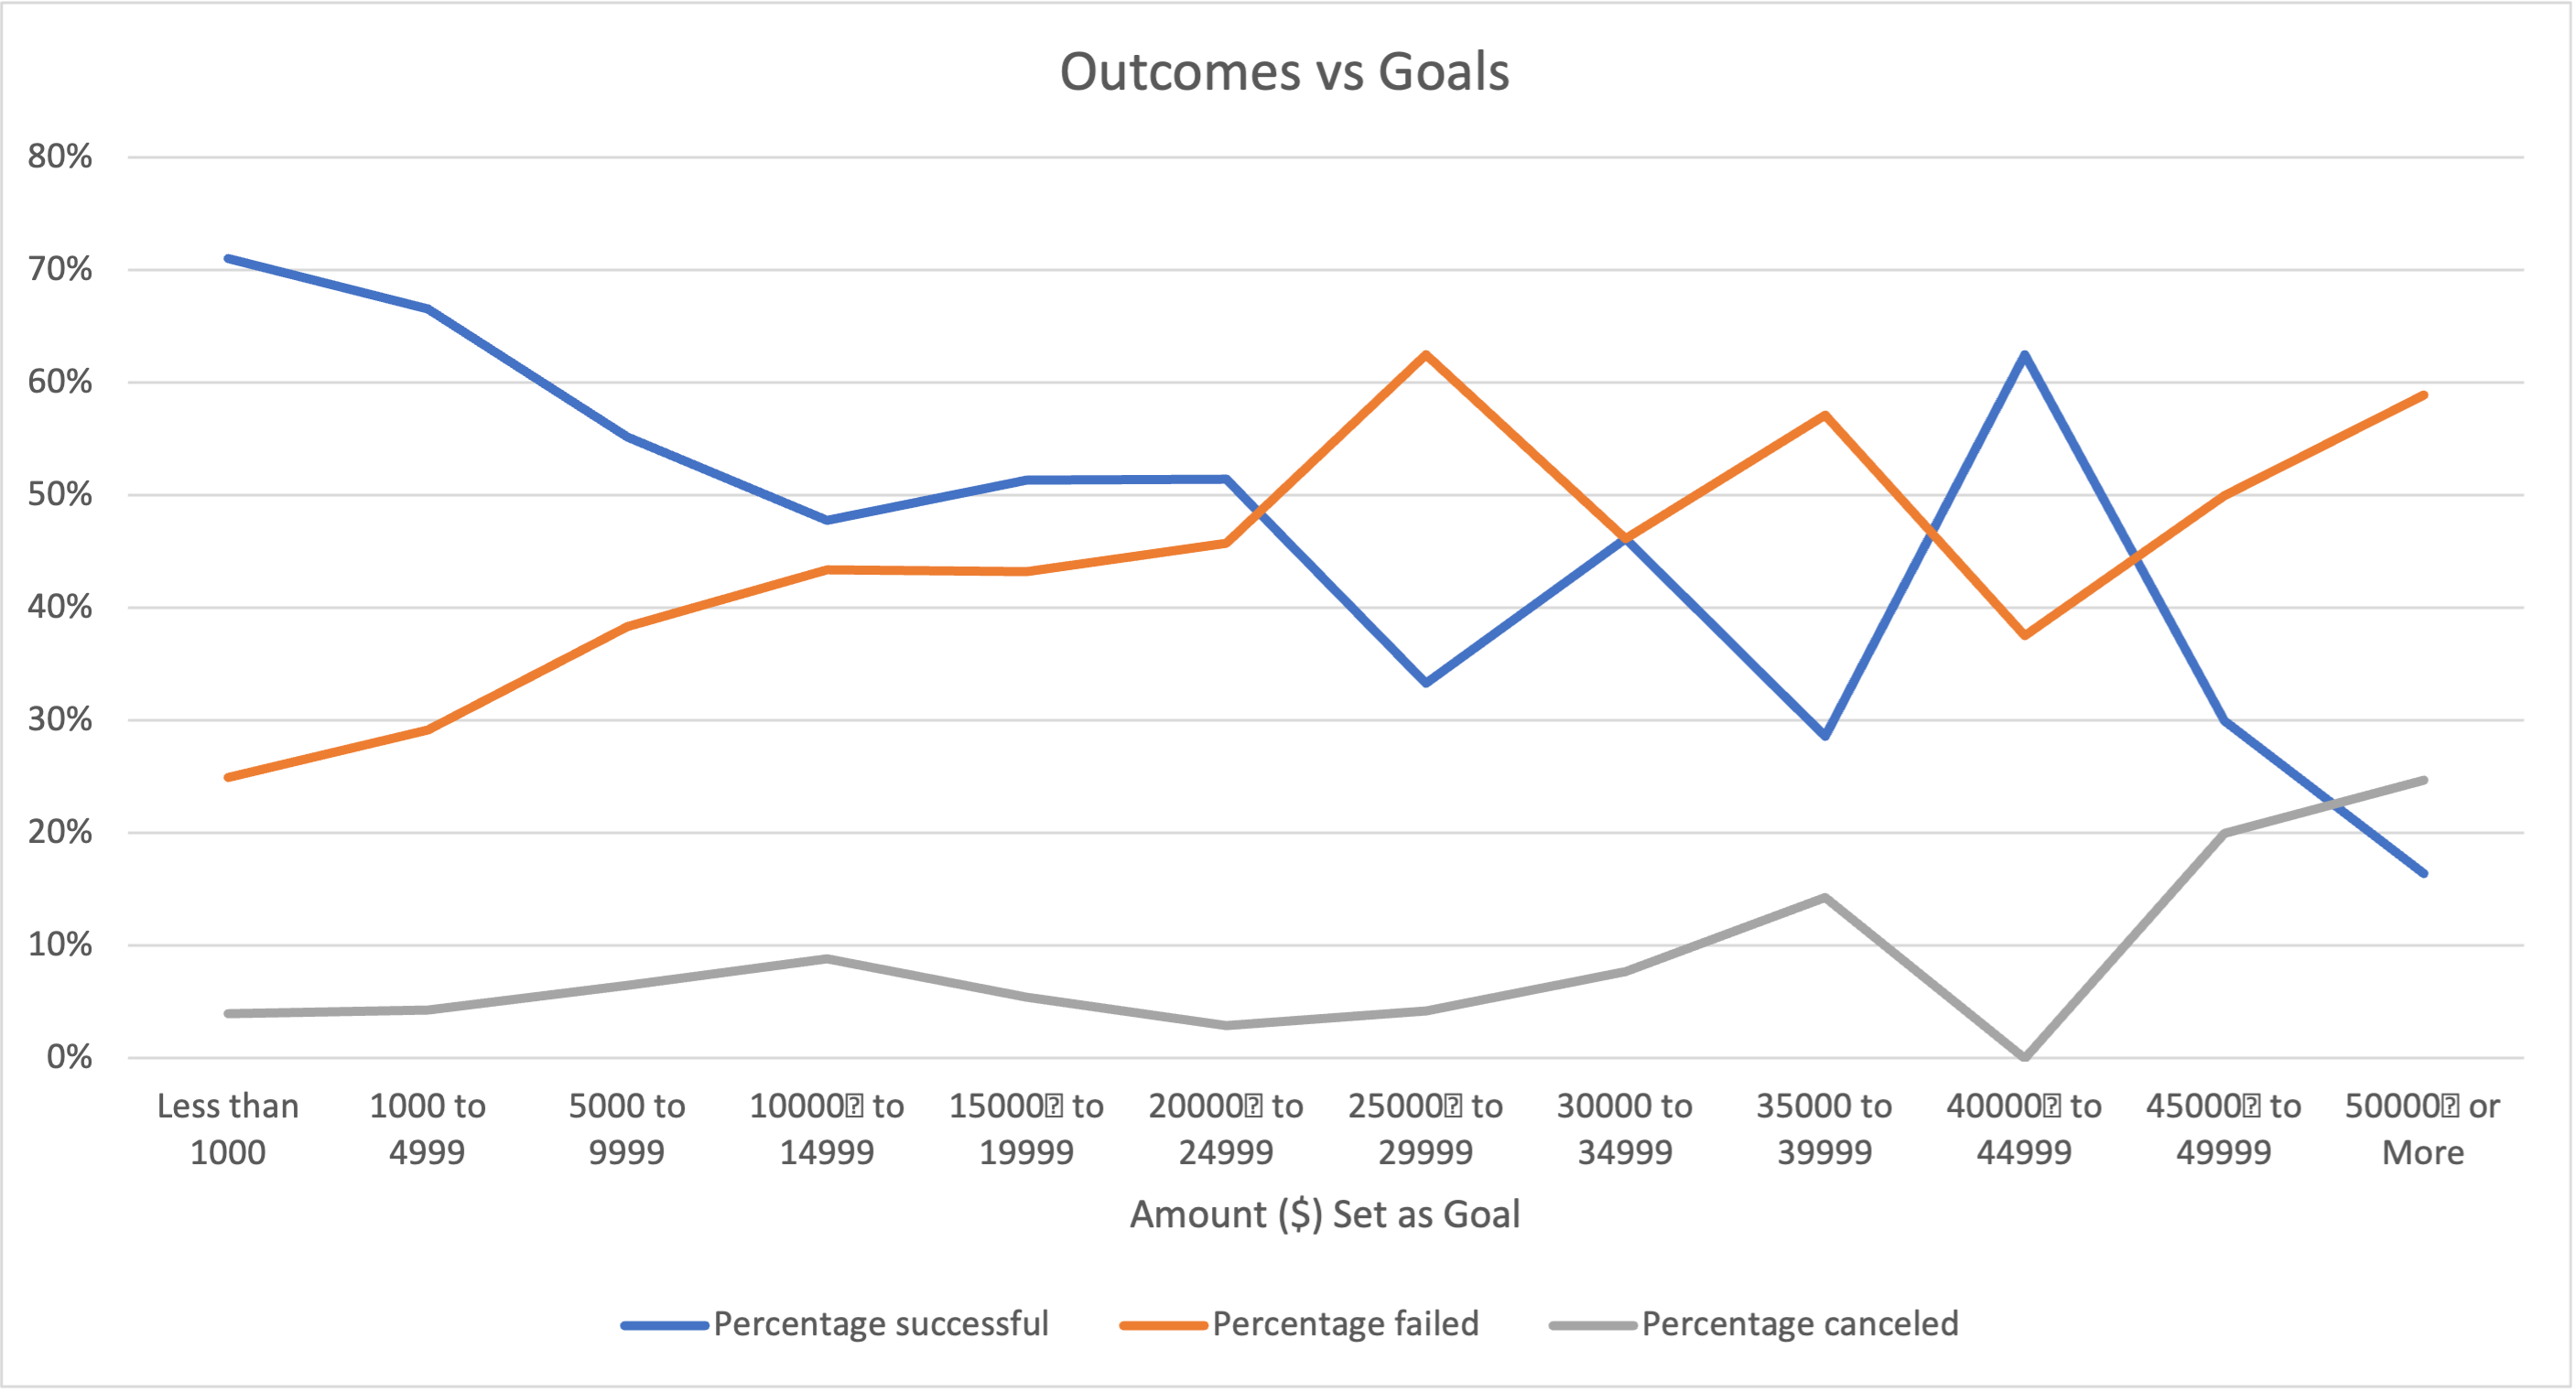 Outcomes vs Goals
80%
70%
60%
50%
40%
30%
20%
10%
0%
Less than 1000
1000 to 4999
5000 to 9999
10000⍰ to 14999
15000⍰ to 19999
20000⍰ to 24999
25000⍰ to 29999
30000 to 34999
35000 to 39999
40000⍰ to 44999
45000⍰ to 49999
50000⍰ or More
Amount ($) Set as Goal
Percentage successful
Percentage failed
Percentage canceled